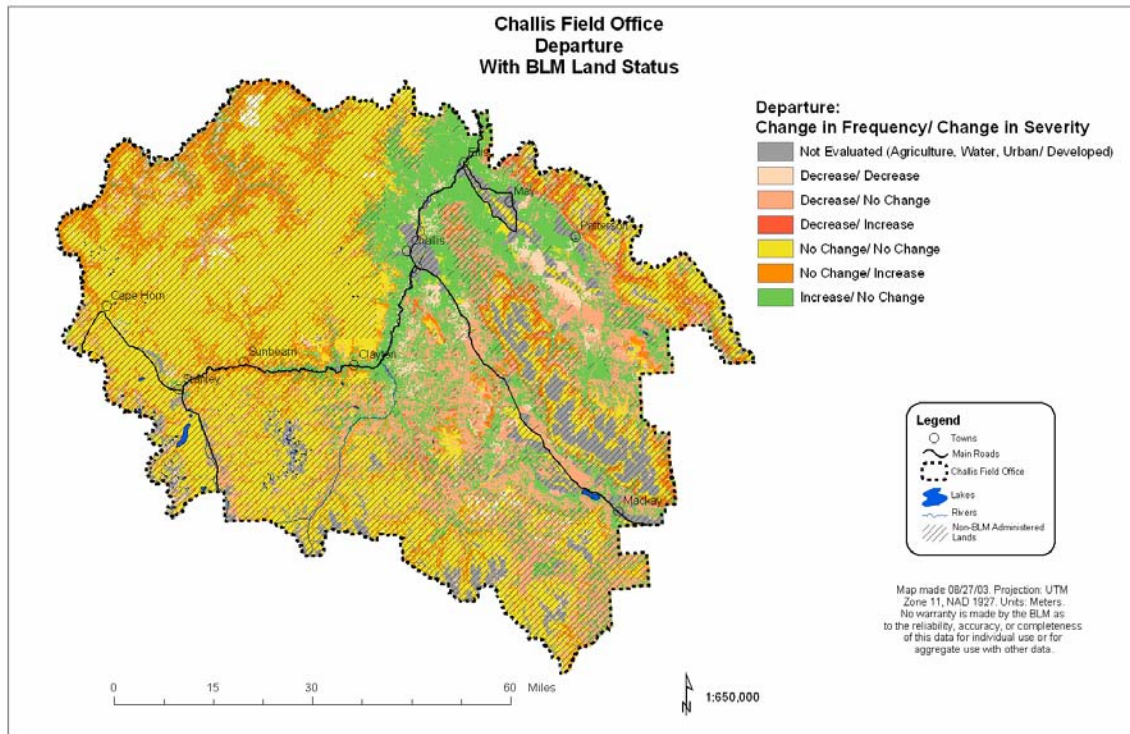 Challis Field Office
Departure
With BLM Land Status
Departure:
Change in Frequency/ Change in Severity
Not Evaluated (Agriculture, Water, Urban/ Developed)
Decrease/ Decrease
Decrease/ No Change
Decrease/ Increase
No Change/ No Change
No Change/ Increase
Increase/ No Change
Ellis
May
Patterson
Challis
Cape Horn
Sunbeam
Clayton
Stanley
Mackay
Legend
Towns
Main Roads
Challis Field Office
Lakes
Rivers
Non-BLM Administered
Lands
Map made 08/27/03. Projection: UTM
Zone 11, NAD 1927. Units: Meters.
No warranty is made by the BLM as
to the reliability, accuracy, or completeness
of this data for individual use or for
aggregate use with other data.
0 15 30 60 Miles
N
1:650,000